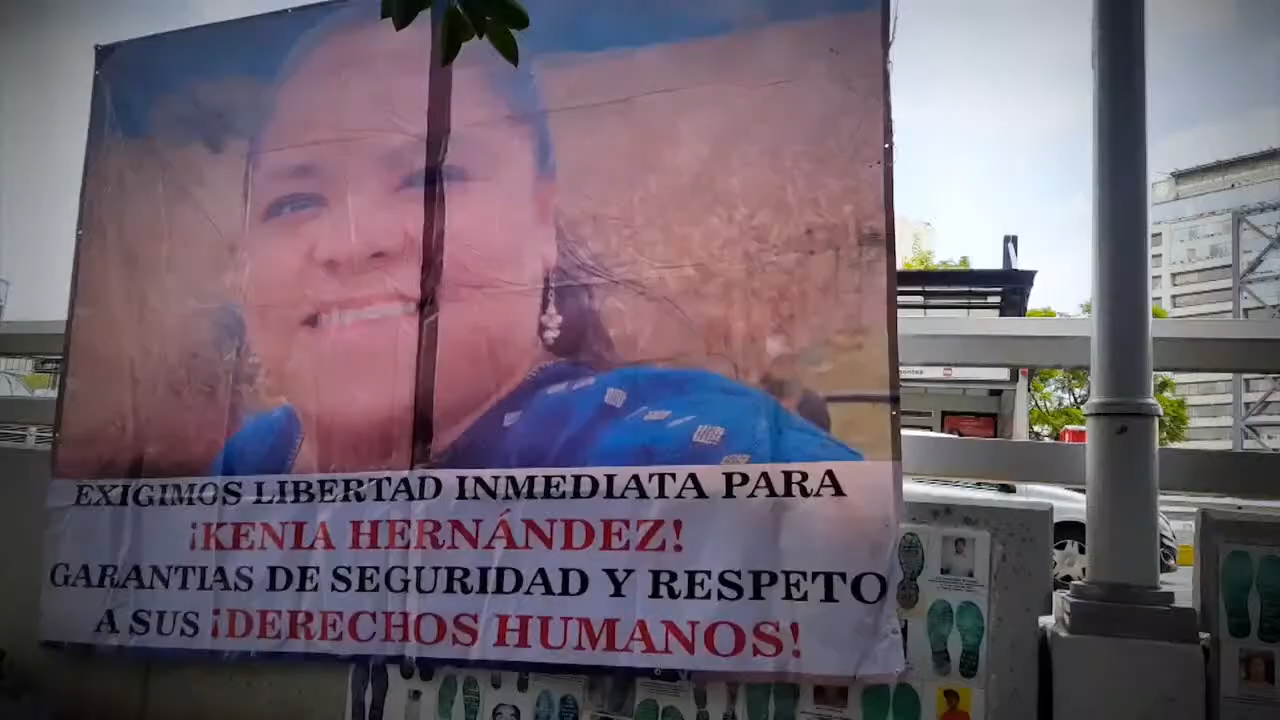 EXIGIMOS LIBERTAD INMEDIATA PARA
¡KENIA HERNÁNDEZ!
GARANTIAS DE SEGURIDAD Y RESPETO
A SUS ¡DERECHOS HUMANOS!